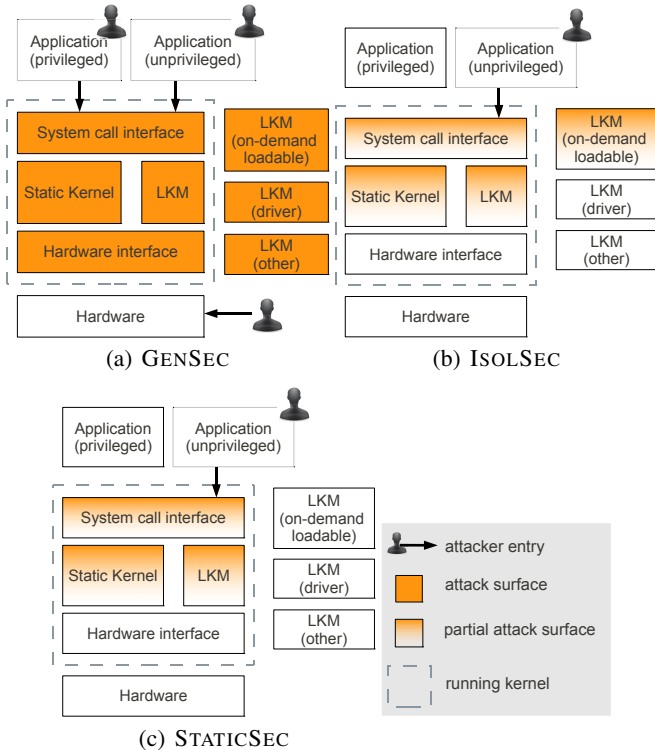 Application
(privileged)
Application
(unprivileged)
System call interface
Static Kernel
LKM
Hardware interface
LKM
(on-demand
loadable)
LKM
(driver)
LKM
(other)
Hardware
(a) GENSEC
Application
(privileged)
Application
(unprivileged)
System call interface
Static Kernel
LKM
Hardware interface
LKM
(on-demand
loadable)
LKM
(driver)
LKM
(other)
Hardware
(b) ISOLSEC
Application
(privileged)
Application
(unprivileged)
System call interface
Static Kernel
LKM
Hardware interface
LKM
(on-demand
loadable)
LKM
(driver)
LKM
(other)
Hardware
(c) STATICSEC
attacker entry
attack surface
partial attack surface
running kernel